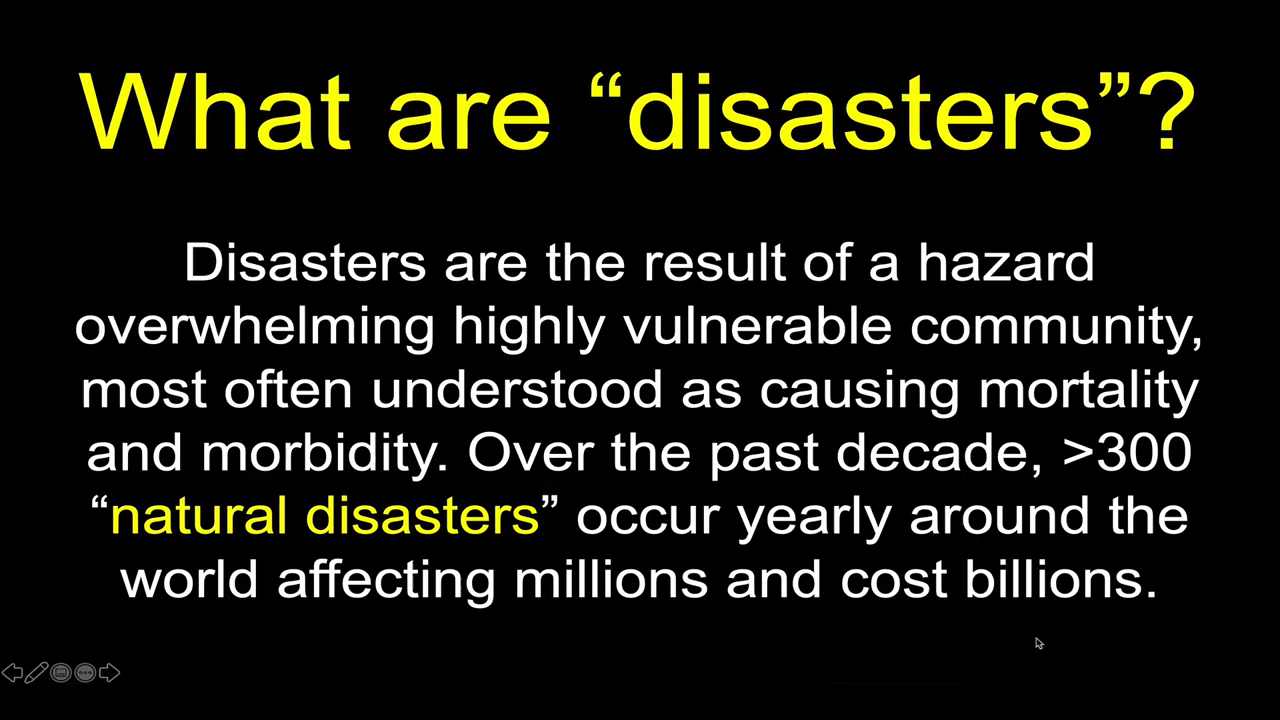 What are “disasters”?
Disasters are the result of a hazard
overwhelming highly vulnerable community,
most often understood as causing mortality
and morbidity. Over the past decade, >300
“natural disasters” occur yearly around the
world affecting millions and cost billions.